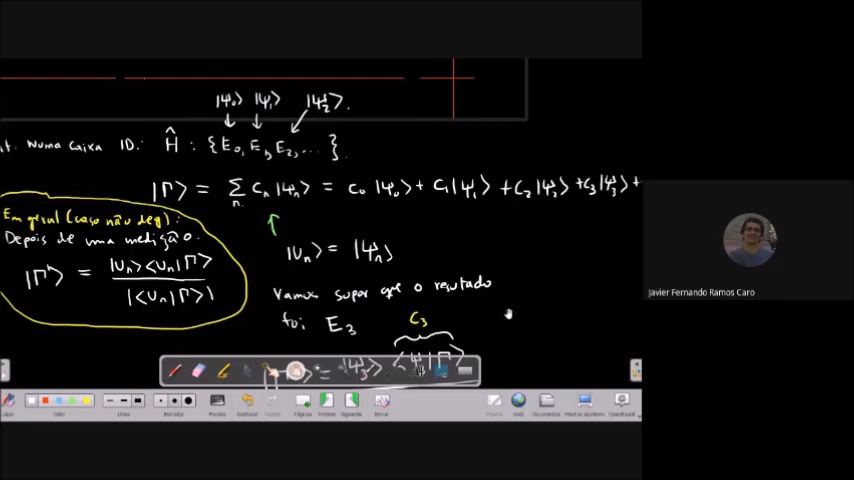 |Ψ₀⟩ |Ψ₁⟩ |Ψ₂⟩.
t. Numa caixa 1D: Ĥ : {E₀, E₁, E₂, ... }.
|Γ⟩ = ∑ₙ Cₙ |Ψₙ⟩ = C₀ |Ψ₀⟩ + C₁|Ψ₁⟩ + C₂|Ψ₂⟩ + C₃|Ψ₃⟩ +
Em geral (caso não deg):
Depois de uma medição.
|Γ'⟩ = |Uₙ⟩<Uₙ|Γ⟩ / |<Uₙ|Γ⟩|
|Uₙ⟩ = |Ψₙ⟩
Vamos supor que o resultado
foi E₃
C₃
= |Ψ₃⟩ ⟨Ψ|Γ⟩
Javier Fernando Ramos Caro